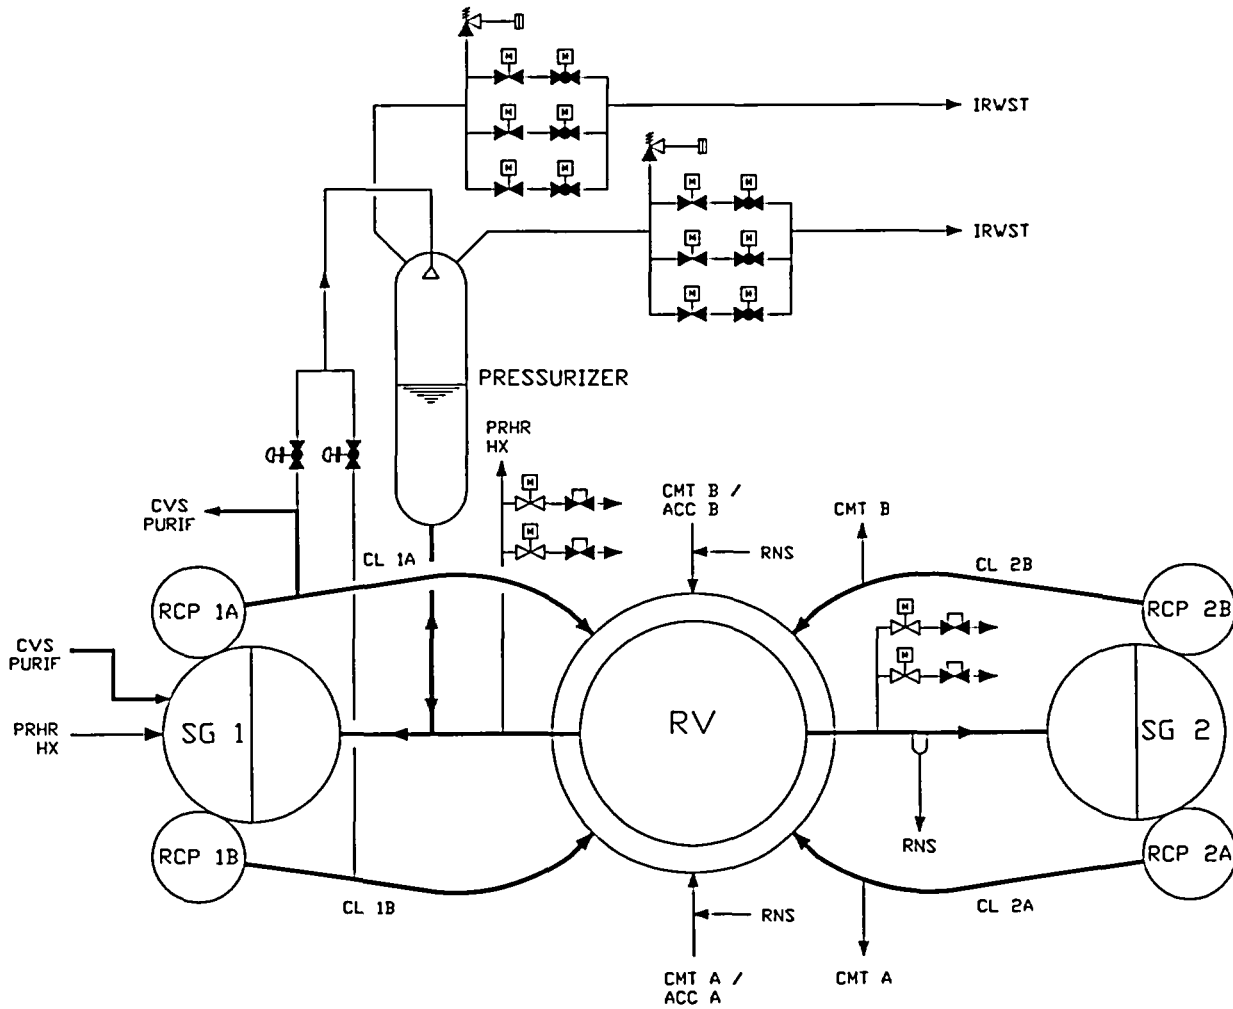 M
M
IRWST
M
M
M
M
M
M
IRWST
M
M
M
M
PRESSURIZER
PRHR
HX
M
CMT B /
ACC B
CVS
PURIF
CMT B
M
RNS
CL 1A
CL 2B
RCP 1A
RCP 2B
M
CVS
PURIF
M
SG 1
RV
SG 2
PRHR
HX
RNS
RCP 1B
RCP 2A
CL 1B
CL 2A
RNS
CMT A /
ACC A
CMT A